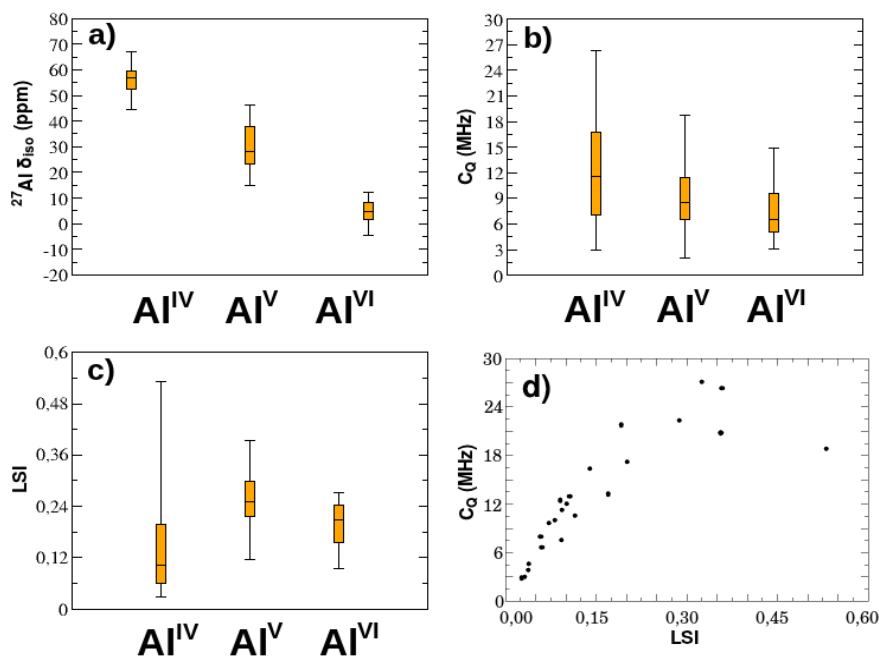 a)
80
70
60
50
40
30
20
10
0
-10
-20
²⁷Al δiso (ppm)
Alᴵⱽ Alⱽ Alⱽᴵ
b)
30
27
24
21
18
15
12
9
6
3
0
CQ (MHz)
Alᴵⱽ Alⱽ Alⱽᴵ
c)
0,6
0,48
0,36
0,24
0,12
0
LSI
Alᴵⱽ Alⱽ Alⱽᴵ
d)
30
24
18
12
6
0
CQ (MHz)
0,00 0,15 0,30 0,45 0,60
LSI